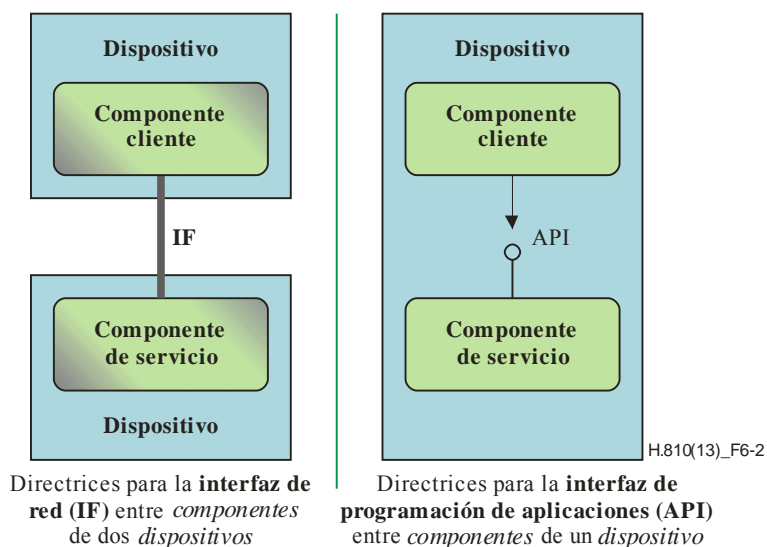 Dispositivo
Componente
cliente
IF
Componente
de servicio
Dispositivo
Directrices para la interfaz de
red (IF) entre componentes
de dos dispositivos
Dispositivo
Componente
cliente
API
Componente
de servicio
H.810(13)_F6-2
Directrices para la interfaz de
programación de aplicaciones (API)
entre componentes de un dispositivo